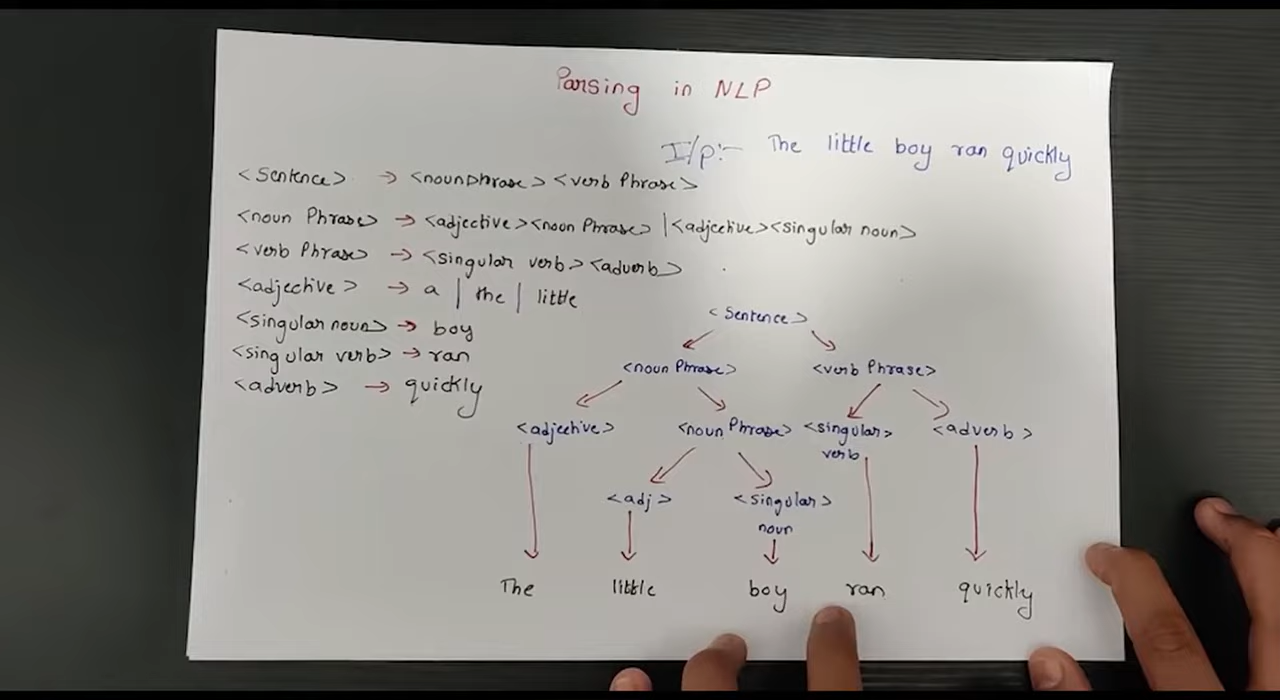 Parsing in NLP
I/p:- The little boy ran quickly
<Sentence> → <noun Phrase> <verb Phrase>
<noun Phrase> → <adjective><noun Phrase> | <adjective><singular noun>
<verb Phrase> → <singular verb><adverb>
<adjective> → a | the | little
<singular noun> → boy
<singular verb> → ran
<adverb> → quickly
<Sentence>
<noun Phrase> <verb Phrase>
<adjective> <noun Phrase> <singular> <adverb>
verb
<adj> <singular>
noun
The little boy ran quickly